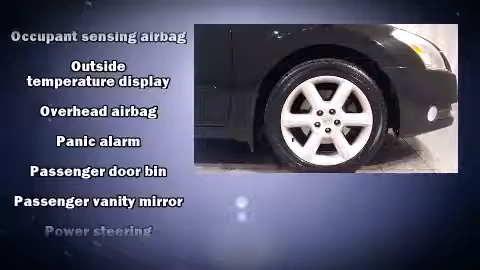 Occupant sensing airbag
Outside
temperature display
Overhead airbag
Panic alarm
Passenger door bin
Passenger vanity mirror
Power steering